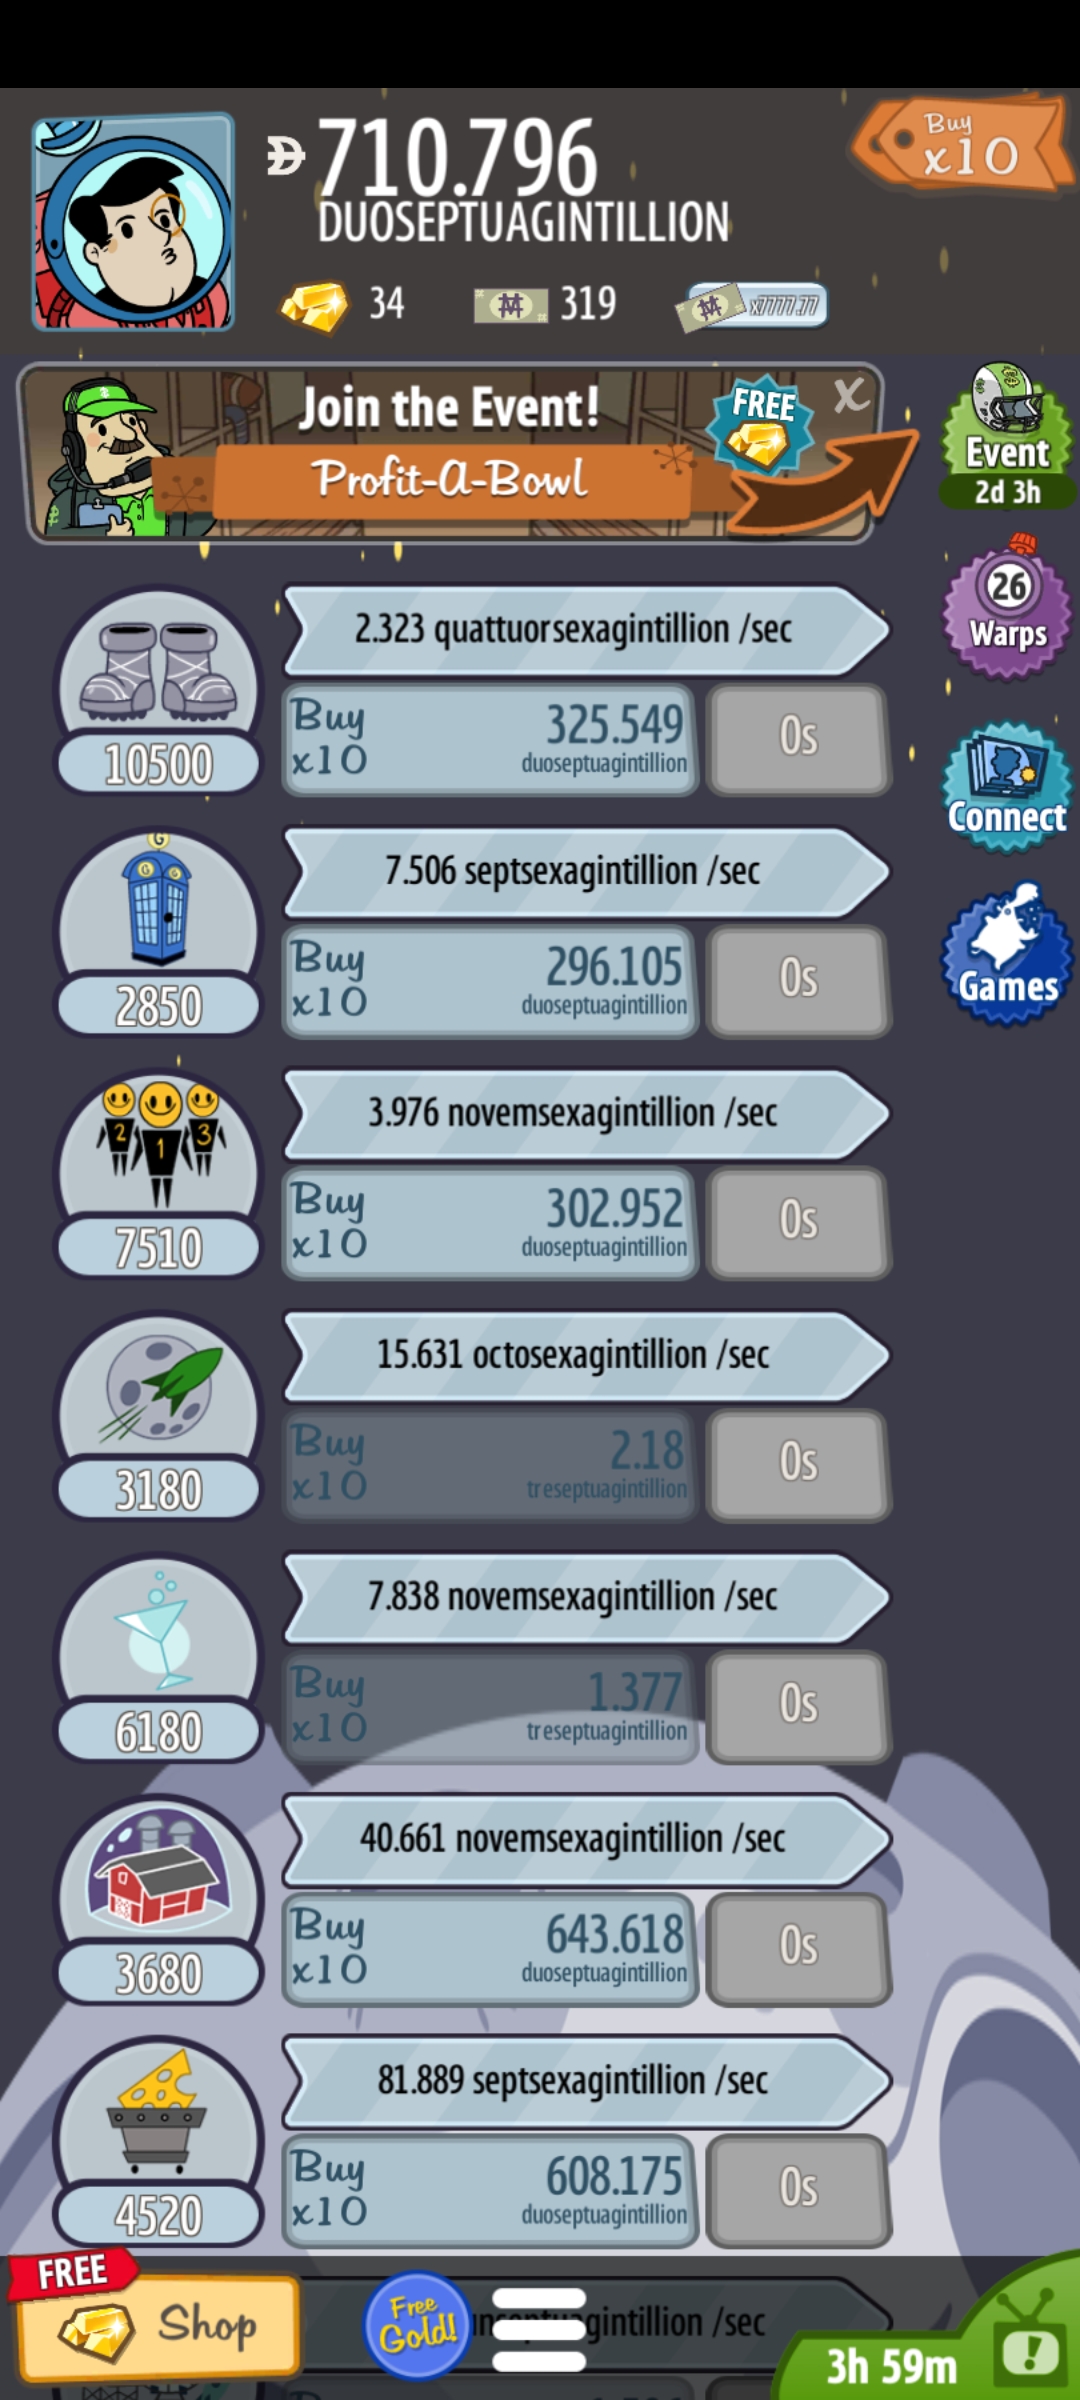 710.796
DUOSEPTUAGINTILLION
Buy
x10
34
319
x7777.77
Join the Event!
Profit-A-Bowl
FREE
X
Event
2d 3h
26
Warps
Connect
Games
2.323 quattuorsexagintillion /sec
Buy
x10
325.549
duoseptuagintillion
0s
10500
G
G G
7.506 septsexagintillion /sec
Buy
x10
296.105
duoseptuagintillion
0s
2850
2 1 3
3.976 novemsexagintillion /sec
Buy
x10
302.952
duoseptuagintillion
0s
7510
15.631 octosexagintillion /sec
Buy
x10
2.18
treseptuagintillion
0s
3180
7.838 novemsexagintillion /sec
Buy
x10
1.377
treseptuagintillion
0s
6180
40.661 novemsexagintillion /sec
Buy
x10
643.618
duoseptuagintillion
0s
3680
81.889 septsexagintillion /sec
Buy
x10
608.175
duoseptuagintillion
0s
4520
FREE
Shop
Free
Gold!
/sec
3h 59m
!